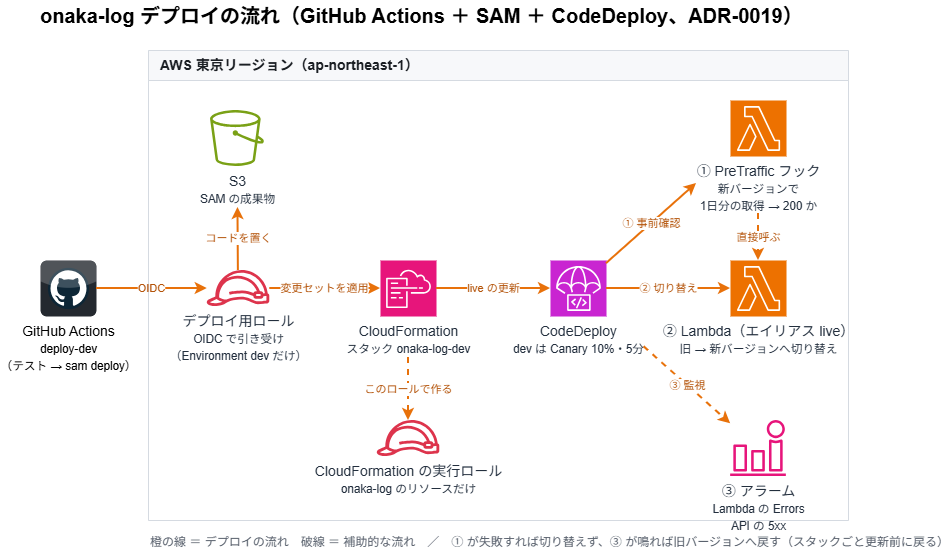 onaka-log デプロイの流れ（GitHub Actions ＋ SAM ＋ CodeDeploy、ADR-0019）
AWS 東京リージョン（ap-northeast-1）
S3
SAM の成果物
コードを置く
① PreTraffic フック
新バージョンで
1日分の取得 → 200 か
① 事前確認
直接呼ぶ
OIDC
変更セットを適用
live の更新
② 切り替え
GitHub Actions
deploy-dev
（テスト → sam deploy）
デプロイ用ロール
OIDC で引き受け
（Environment dev だけ）
CloudFormation
スタック onaka-log-dev
CodeDeploy
dev は Canary 10%・5分
② Lambda（エイリアス live）
旧 → 新バージョンへ切り替え
このロールで作る
③ 監視
CloudFormation の実行ロール
onaka-log のリソースだけ
③ アラーム
Lambda の Errors
API の 5xx
橙の線 ＝ デプロイの流れ　破線 ＝ 補助的な流れ　／　① が失敗すれば切り替えず、③ が鳴れば旧バージョンへ戻す（スタックごと更新前に戻る）